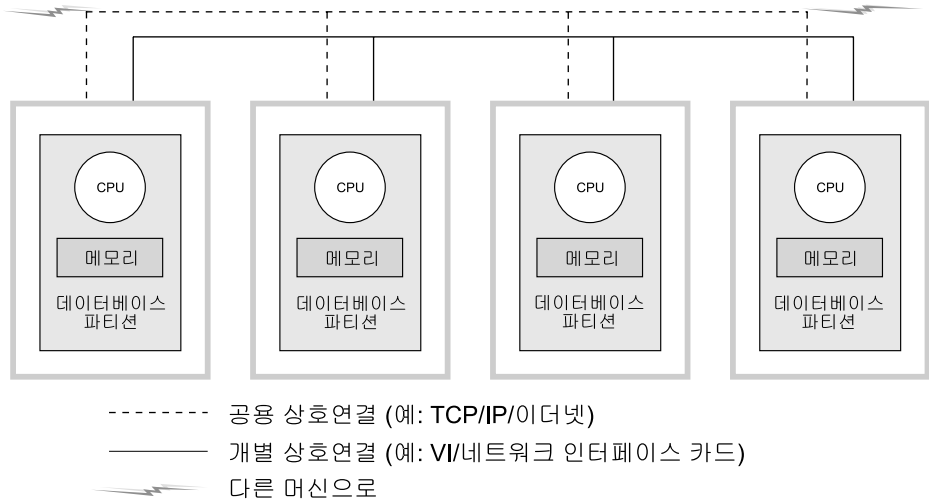 CPU
메모리
데이터베이스
파티션
CPU
메모리
데이터베이스
파티션
CPU
메모리
데이터베이스
파티션
CPU
메모리
데이터베이스
파티션
공용 상호연결 (예: TCP/IP/이더넷)
개별 상호연결 (예: VI/네트워크 인터페이스 카드)
다른 머신으로